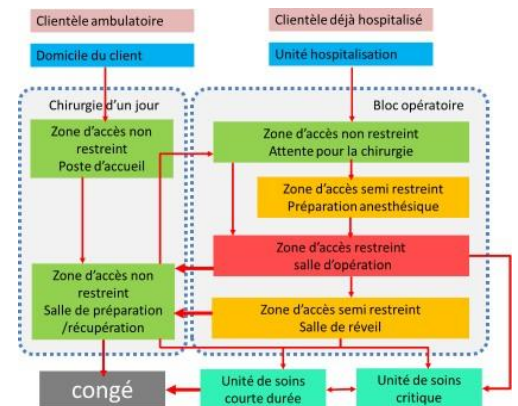 Clientèle ambulatoire
Clientèle déjà hospitalisé
Domicile du client
Unité hospitalisation
Chirurgie d'un jour
Bloc opératoire
Zone d'accès non
restreint
Poste d'accueil
Zone d'accès non restreint
Attente pour la chirurgie
Zone d'accès semi restreint
Préparation anesthésique
Zone d'accès restreint
salle d'opération
Zone d'accès non
restreint
Salle de préparation
/récupération
Zone d'accès semi restreint
Salle de réveil
congé
Unité de soins
courte durée
Unité de soins
critique